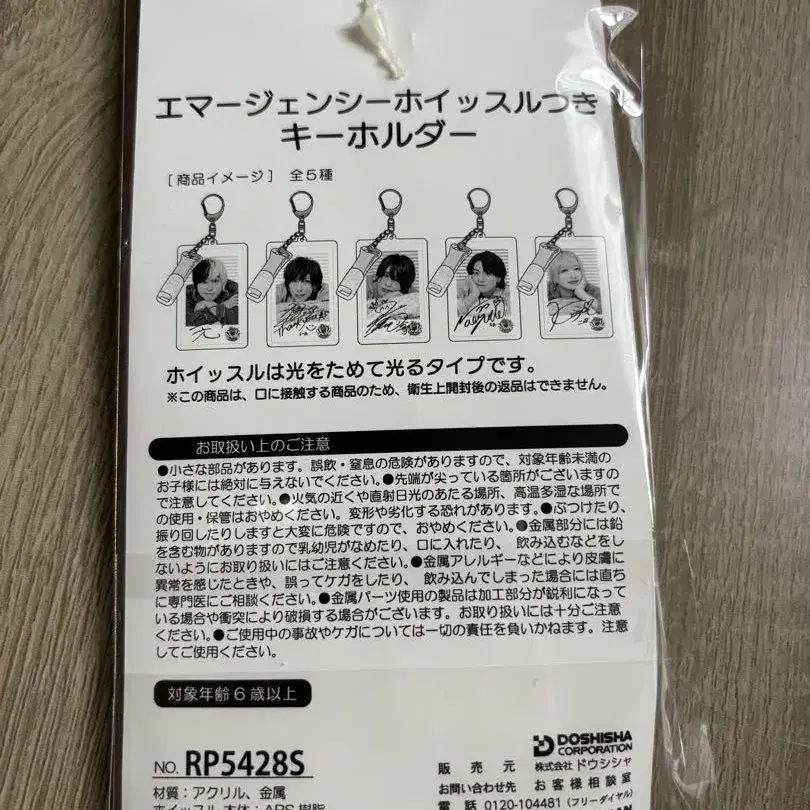 エマージェンシーホイッスルつき
キーホルダー
[商品イメージ] 全5種
ホイッスルは光をためて光るタイプです。
※この商品は、口に接触する商品のため、衛生上開封後の返品はできません。
お取扱い上のご注意
●小さな部品があります。誤飲・窒息の危険がありますので、対象年齢未満の
お子様には絶対に与えないでください。●先端が尖っている箇所がございますの
で注意してください。●火気の近くや直射日光のあたる場所、高温多湿な場所で
の使用・保管はおやめください。変形や劣化する恐れがあります。●ぶつけたり、
振り回したりしますと大変に危険ですので、おやめください。●金属部分には鉛
を含む物がありますので乳幼児がなめたり、口に入れたり、飲み込むなどをし
ないようにお取り扱いにはご注意ください。●金属アレルギーなどにより皮膚に
異常を感じたときや、誤ってケガをしたり、飲み込んでしまった場合には直ち
に専門医にご相談ください。●金属パーツ使用の製品は加工部分が鋭利になって
いる場合や衝突により破損する場合がございます。お取り扱いには十分ご注意
ください。●ご使用中の事故やケガについては一切の責任を負いかねます。注意
してご使用ください。
対象年齢6歳以上
NO. RP5428S
材質：アクリル、金属
ホイッスル本体：ABS樹脂
DOSHISHA
CORPORATION
販売元 株式会社ドウシシャ
お問い合わせ先 お客様相談室
電話 0120-104481 (フリーダイヤル)